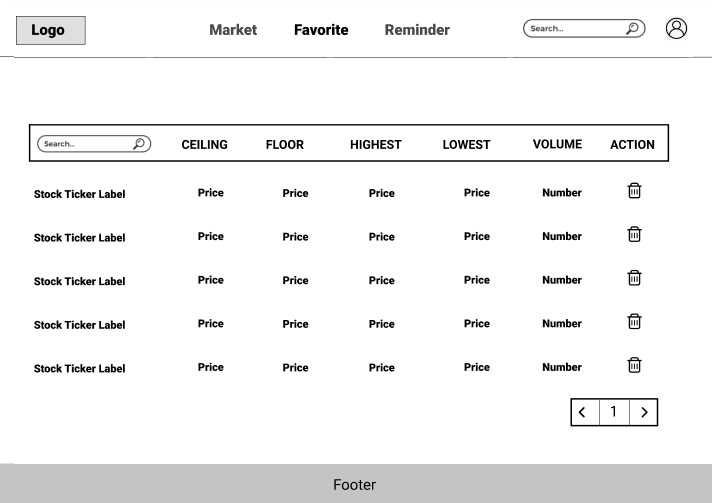 Logo Market Favorite Reminder Search...
Search... CEILING FLOOR HIGHEST LOWEST VOLUME ACTION
Stock Ticker Label Price Price Price Price Number
Stock Ticker Label Price Price Price Price Number
Stock Ticker Label Price Price Price Price Number
Stock Ticker Label Price Price Price Price Number
Stock Ticker Label Price Price Price Price Number
< 1 >
Footer